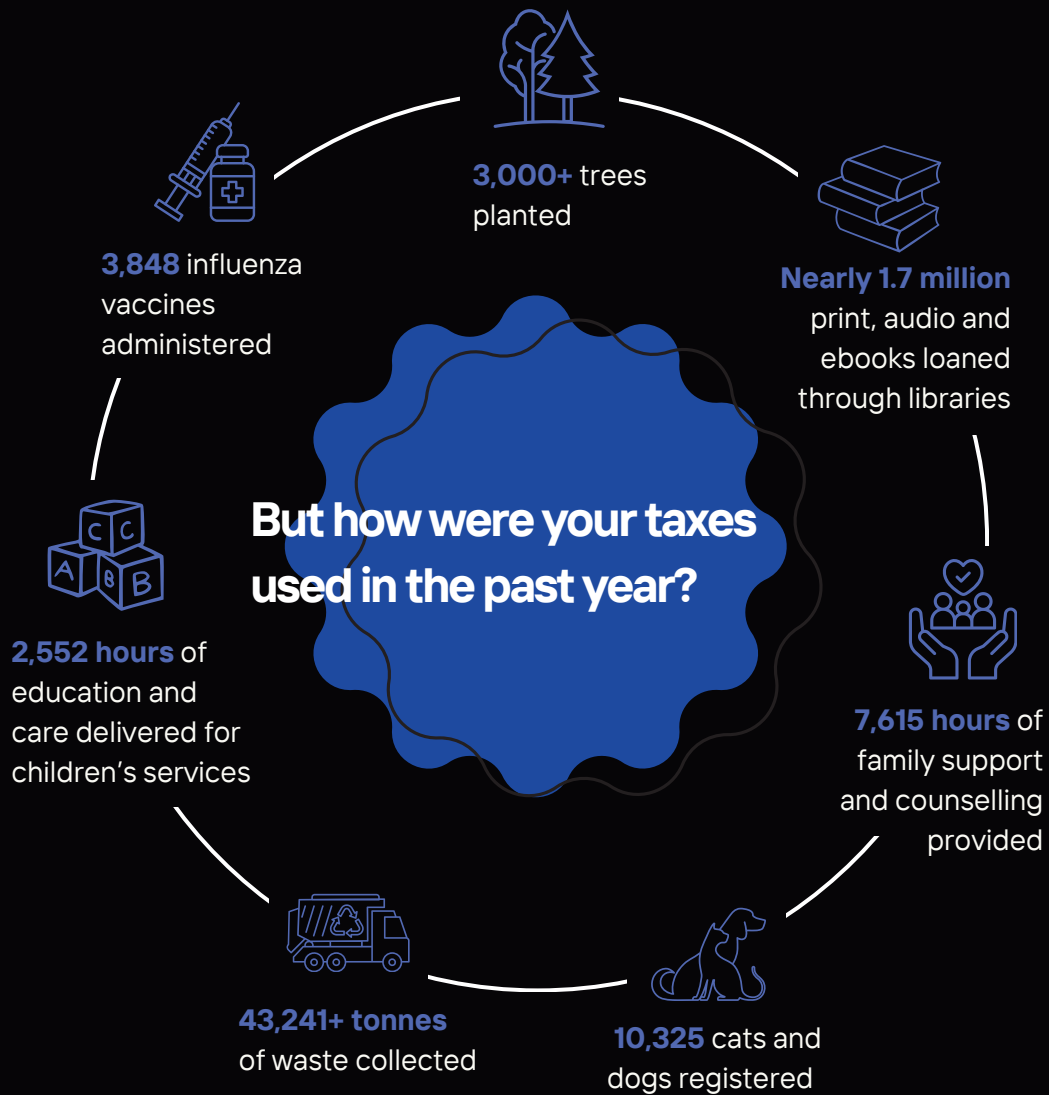 3,000+ trees
planted
3,848 influenza
vaccines
administered
Nearly 1.7 million
print, audio and
ebooks loaned
through libraries
But how were your taxes
used in the past year?
C C
A B B
2,552 hours of
education and
care delivered for
children's services
7,615 hours of
family support
and counselling
provided
43,241+ tonnes
of waste collected
10,325 cats and
dogs registered